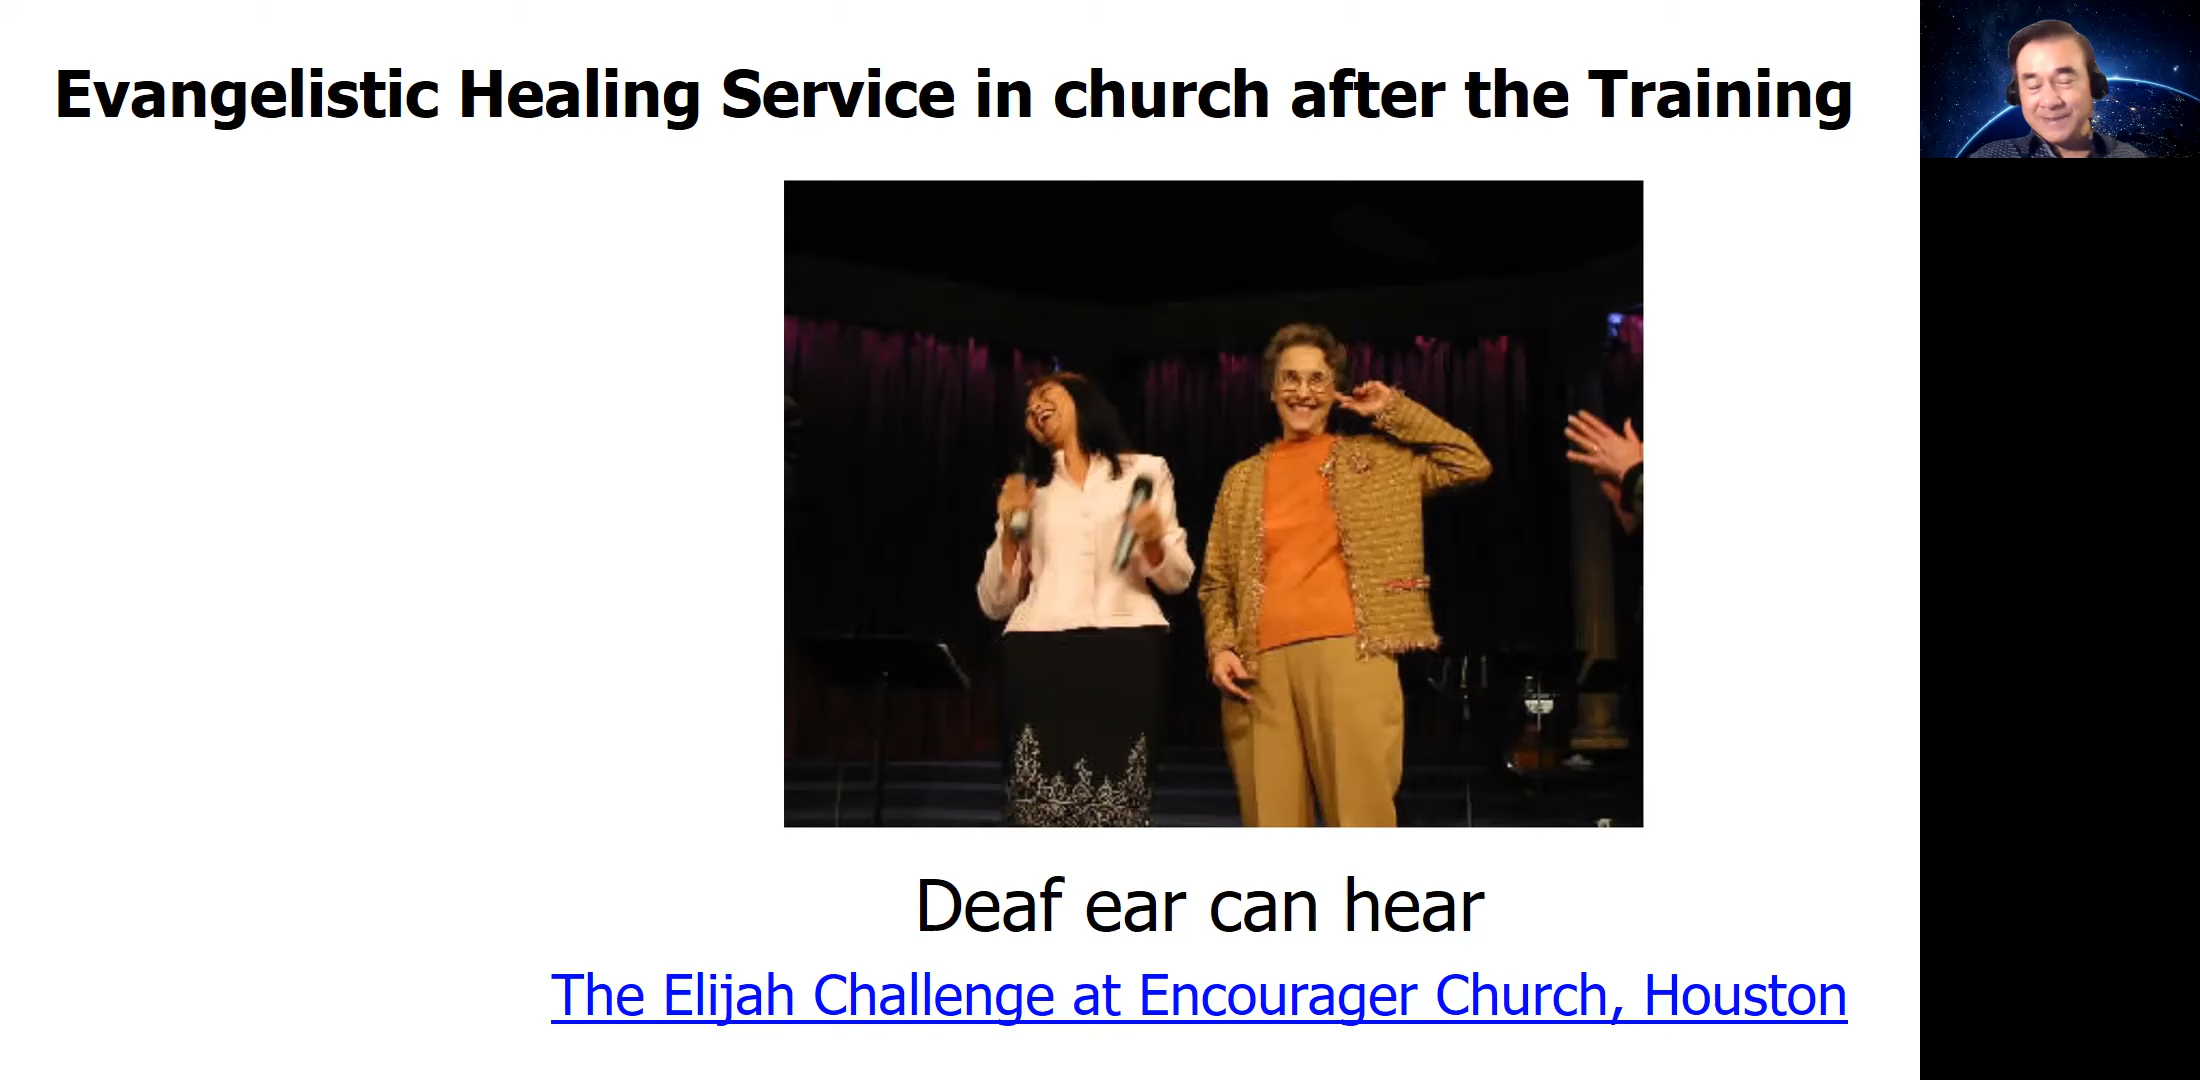 Evangelistic Healing Service in church after the Training
Deaf ear can hear
The Elijah Challenge at Encourager Church, Houston